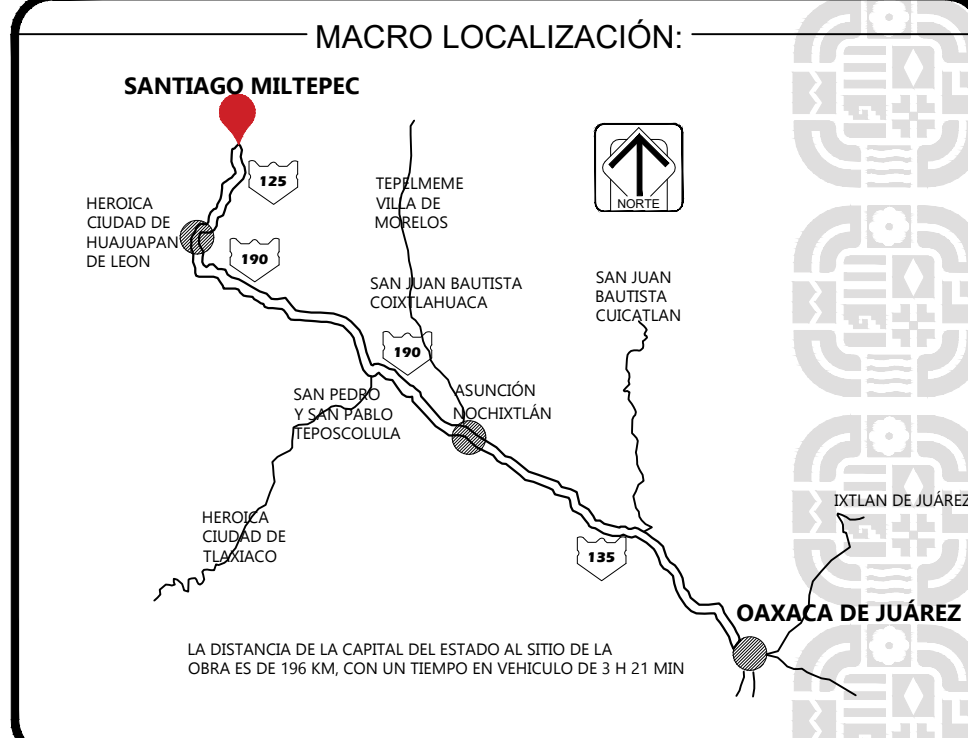 MACRO LOCALIZACIÓN:
SANTIAGO MILTEPEC
125
NORTE
TEPELMEME
VILLA DE
MORELOS
HEROICA
CIUDAD DE
HUAJUAPAN
DE LEON
190
SAN JUAN BAUTISTA
COIXTLAHUACA
SAN JUAN
BAUTISTA
CUICATLAN
190
SAN PEDRO
Y SAN PABLO
TEPOSCOLULA
ASUNCIÓN
NOCHIXTLÁN
IXTLAN DE JUÁREZ
HEROICA
CIUDAD DE
TLAXIACO
135
OAXACA DE JUÁREZ
LA DISTANCIA DE LA CAPITAL DEL ESTADO AL SITIO DE LA
OBRA ES DE 196 KM, CON UN TIEMPO EN VEHICULO DE 3 H 21 MIN